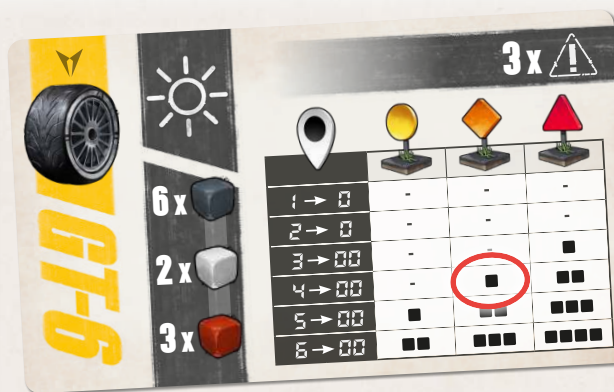 GT-6
6x
2x
3x
3x !
1→0 - - -
2→0 - - -
3→00 - -
4→00 -
5→00
6→00